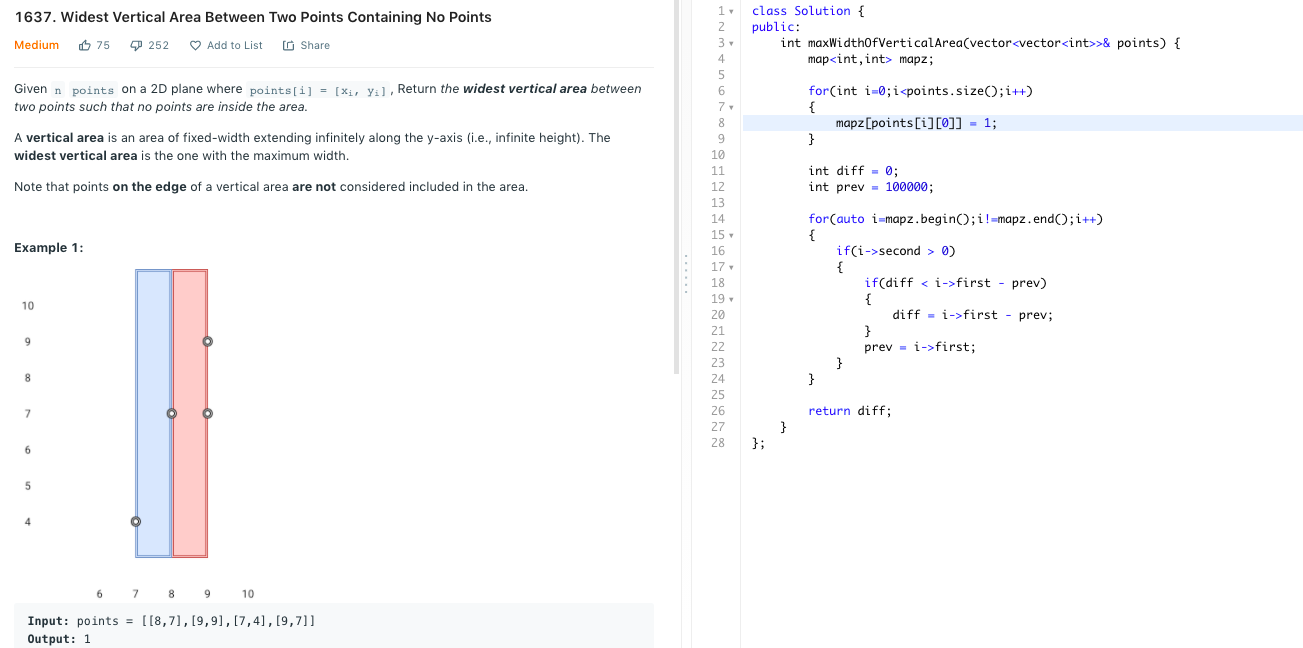 1637. Widest Vertical Area Between Two Points Containing No Points
Medium 75 252 Add to List Share
Given n points on a 2D plane where points[i] = [xi, yi], Return the widest vertical area between
two points such that no points are inside the area.
A vertical area is an area of fixed-width extending infinitely along the y-axis (i.e., infinite height). The
widest vertical area is the one with the maximum width.
Note that points on the edge of a vertical area are not considered included in the area.
Example 1:
10
9
8
7
6
5
4
6 7 8 9 10
Input: points = [[8,7],[9,9],[7,4],[9,7]]
Output: 1
1 class Solution {
2 public:
3     int maxWidthOfVerticalArea(vector<vector<int>>& points) {
4         map<int,int> mapz;
5
6         for(int i=0;i<points.size();i++)
7         {
8             mapz[points[i][0]] = 1;
9         }
10
11         int diff = 0;
12         int prev = 100000;
13
14         for(auto i=mapz.begin();i!=mapz.end();i++)
15         {
16             if(i->second > 0)
17             {
18                 if(diff < i->first - prev)
19                 {
20                     diff = i->first - prev;
21                 }
22                 prev = i->first;
23             }
24         }
25
26         return diff;
27     }
28 };